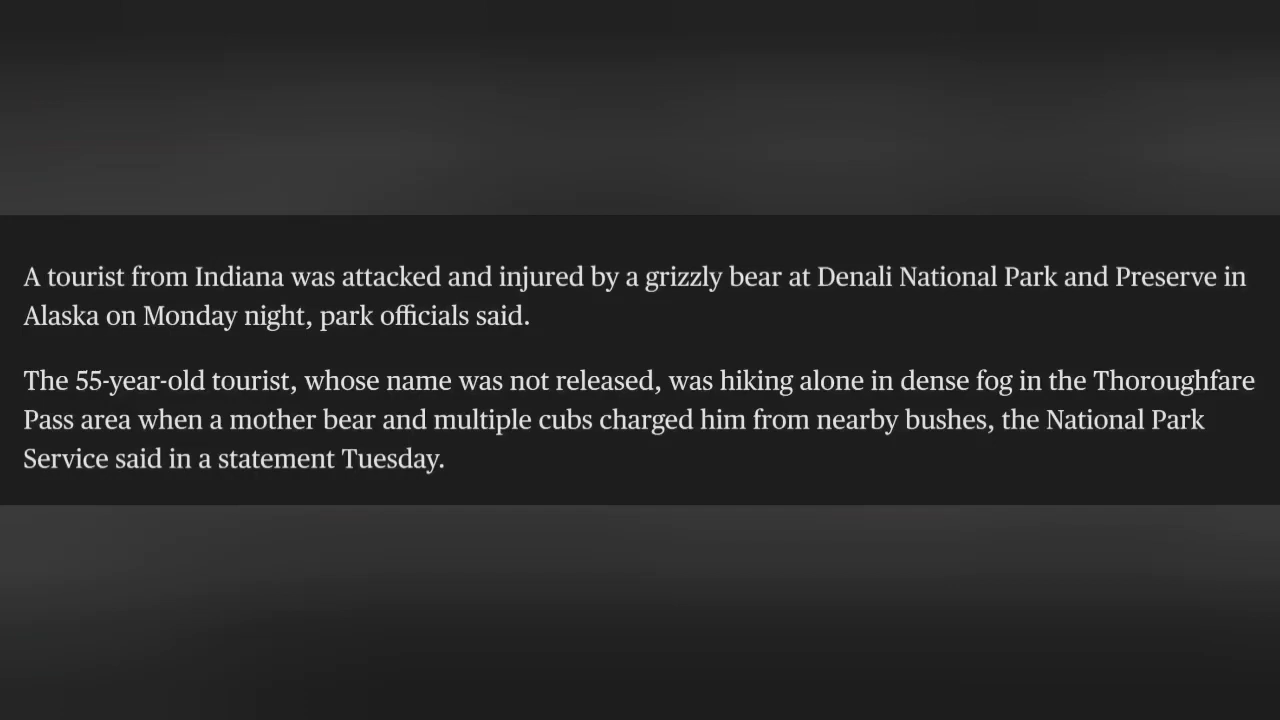 A tourist from Indiana was attacked and injured by a grizzly bear at Denali National Park and Preserve in
Alaska on Monday night, park officials said.
The 55-year-old tourist, whose name was not released, was hiking alone in dense fog in the Thoroughfare
Pass area when a mother bear and multiple cubs charged him from nearby bushes, the National Park
Service said in a statement Tuesday.